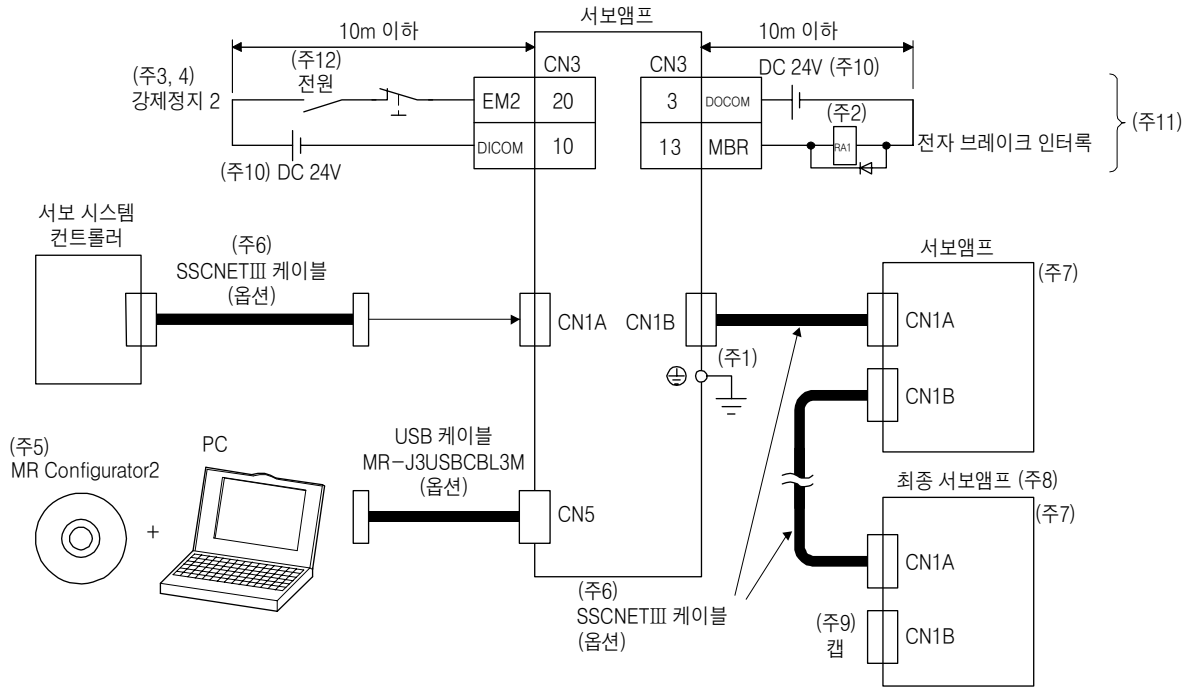 서보앰프
10m 이하
10m 이하
(주3, 4)
강제정지 2
(주12)
전원
CN3
EM2
20
DICOM
10
(주10) DC 24V
CN3
DC 24V (주10)
3
DOCOM
(주2)
13
MBR
RA1
전자 브레이크 인터록
(주11)
서보 시스템
컨트롤러
(주6)
SSCNETⅢ 케이블
(옵션)
CN1A
CN1B
(주1)
서보앰프
(주7)
CN1A
CN1B
(주5)
MR Configurator2
+
PC
USB 케이블
MR-J3USBCBL3M
(옵션)
CN5
(주6)
SSCNETⅢ 케이블
(옵션)
최종 서보앰프 (주8)
(주7)
CN1A
(주9)
캡
CN1B